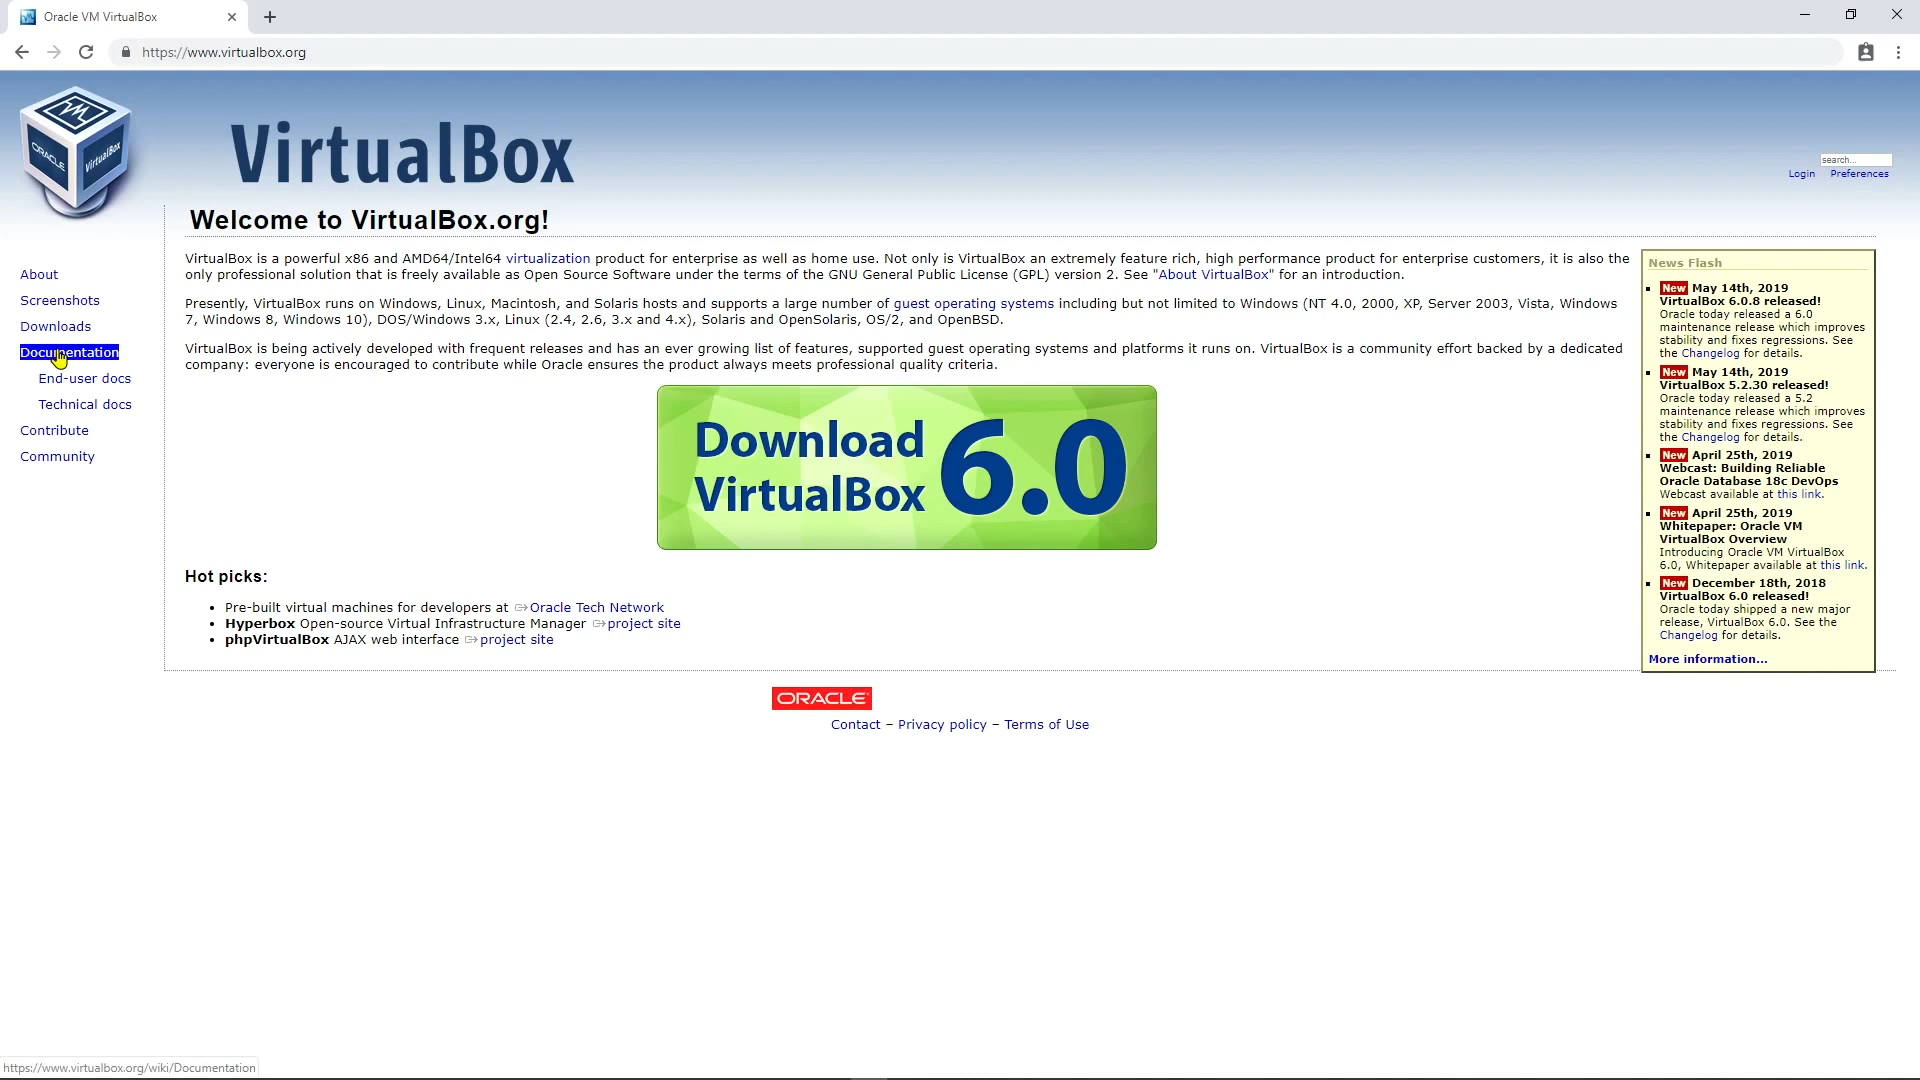 Oracle VM VirtualBox
https://www.virtualbox.org
ORACLE
VirtualBox
VirtualBox
search...
Login Preferences
Welcome to VirtualBox.org!
About
Screenshots
Downloads
Documentation
End-user docs
Technical docs
Contribute
Community
VirtualBox is a powerful x86 and AMD64/Intel64 virtualization product for enterprise as well as home use. Not only is VirtualBox an extremely feature rich, high performance product for enterprise customers, it is also the
only professional solution that is freely available as Open Source Software under the terms of the GNU General Public License (GPL) version 2. See "About VirtualBox" for an introduction.
Presently, VirtualBox runs on Windows, Linux, Macintosh, and Solaris hosts and supports a large number of guest operating systems including but not limited to Windows (NT 4.0, 2000, XP, Server 2003, Vista, Windows
7, Windows 8, Windows 10), DOS/Windows 3.x, Linux (2.4, 2.6, 3.x and 4.x), Solaris and OpenSolaris, OS/2, and OpenBSD.
VirtualBox is being actively developed with frequent releases and has an ever growing list of features, supported guest operating systems and platforms it runs on. VirtualBox is a community effort backed by a dedicated
company: everyone is encouraged to contribute while Oracle ensures the product always meets professional quality criteria.
Download
VirtualBox
6.0
Hot picks:
• Pre-built virtual machines for developers at Oracle Tech Network
• Hyperbox Open-source Virtual Infrastructure Manager project site
• phpVirtualBox AJAX web interface project site
News Flash
New May 14th, 2019
VirtualBox 6.0.8 released!
Oracle today released a 6.0
maintenance release which improves
stability and fixes regressions. See
the Changelog for details.
New May 14th, 2019
VirtualBox 5.2.30 released!
Oracle today released a 5.2
maintenance release which improves
stability and fixes regressions. See
the Changelog for details.
New April 25th, 2019
Webcast: Building Reliable
Oracle Database 18c DevOps
Webcast available at this link.
New April 25th, 2019
Whitepaper: Oracle VM
VirtualBox Overview
Introducing Oracle VM VirtualBox
6.0, Whitepaper available at this link.
New December 18th, 2018
VirtualBox 6.0 released!
Oracle today shipped a new major
release, VirtualBox 6.0. See the
Changelog for details.
More information...
ORACLE
Contact – Privacy policy – Terms of Use
https://www.virtualbox.org/wiki/Documentation